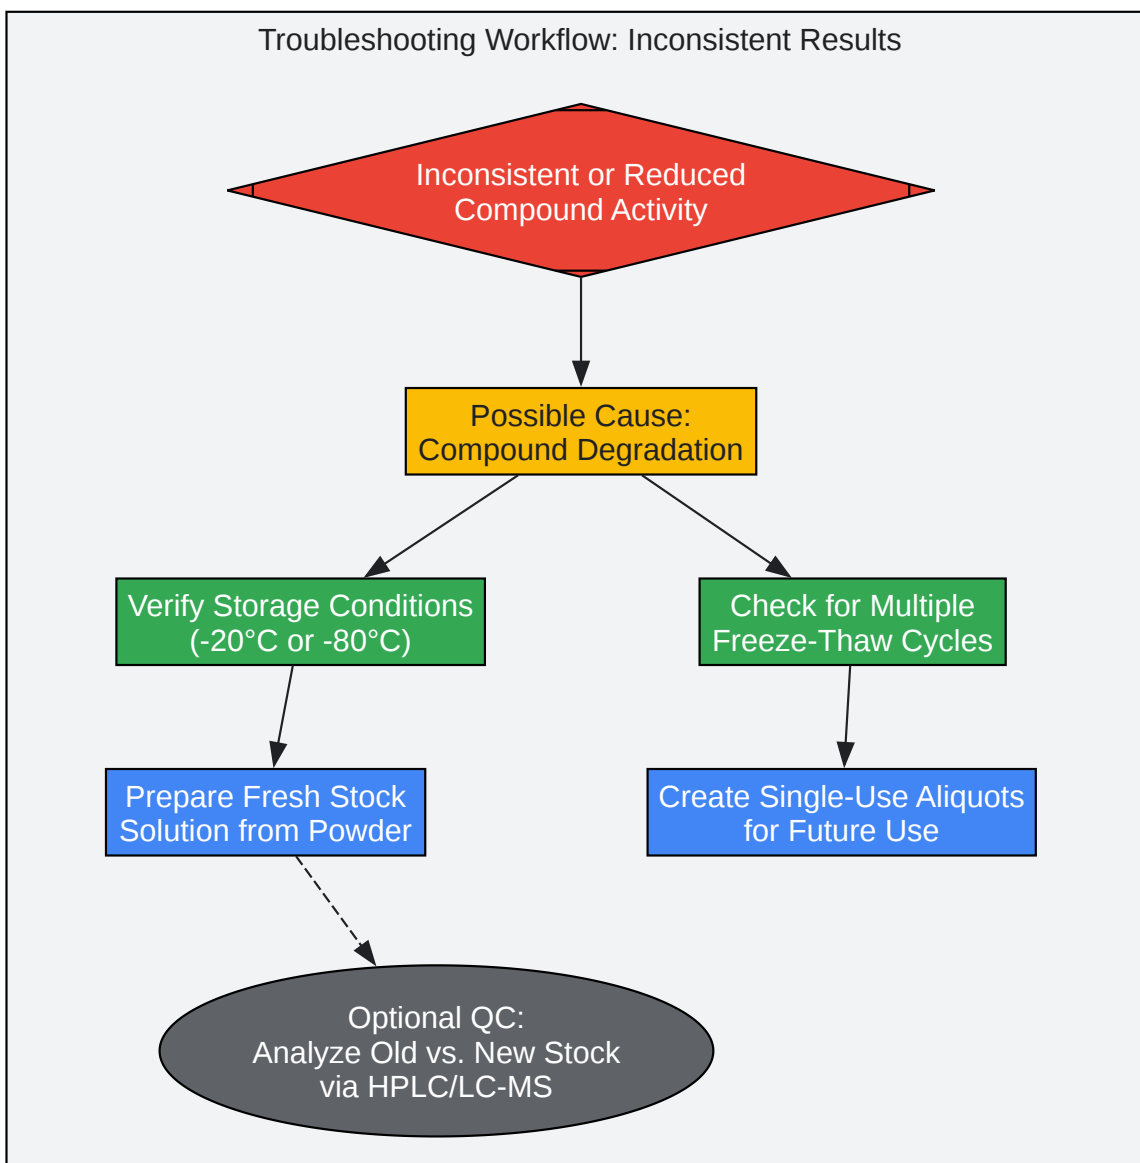 Troubleshooting Workflow: Inconsistent Results
Inconsistent or Reduced
Compound Activity
Possible Cause:
Compound Degradation
Verify Storage Conditions
(-20°C or -80°C)
Check for Multiple
Freeze-Thaw Cycles
Prepare Fresh Stock
Solution from Powder
Create Single-Use Aliquots
for Future Use
Optional QC:
Analyze Old vs. New Stock
via HPLC/LC-MS